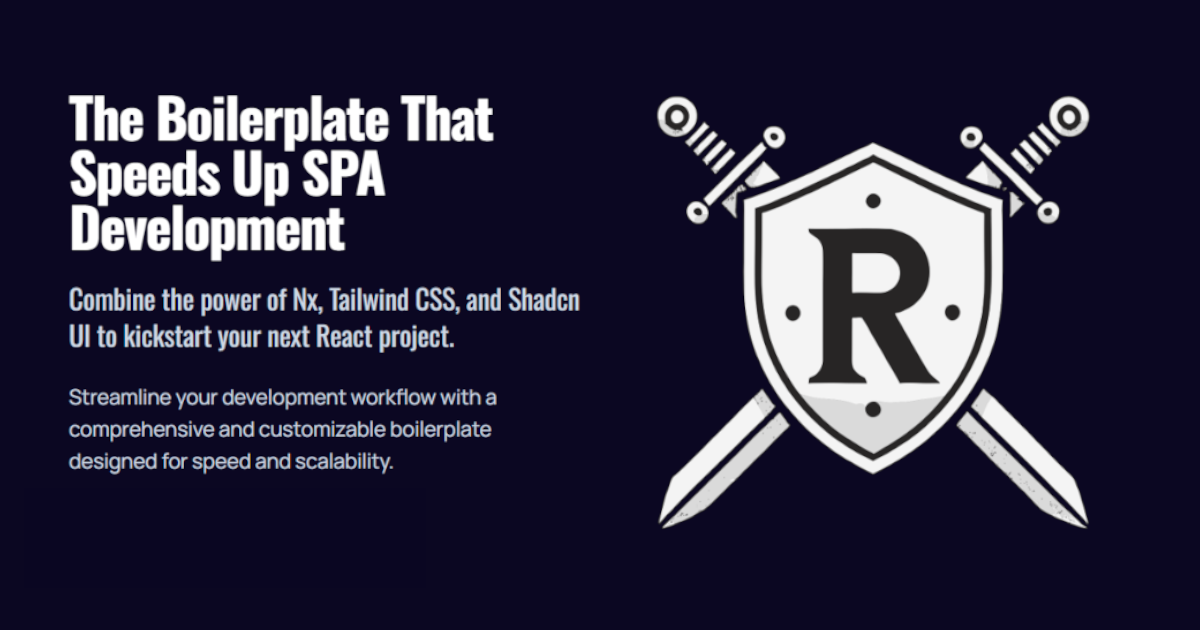 The Boilerplate That
Speeds Up SPA
Development
Combine the power of Nx, Tailwind CSS, and Shadcn
UI to kickstart your next React project.
Streamline your development workflow with a
comprehensive and customizable boilerplate
designed for speed and scalability.
R